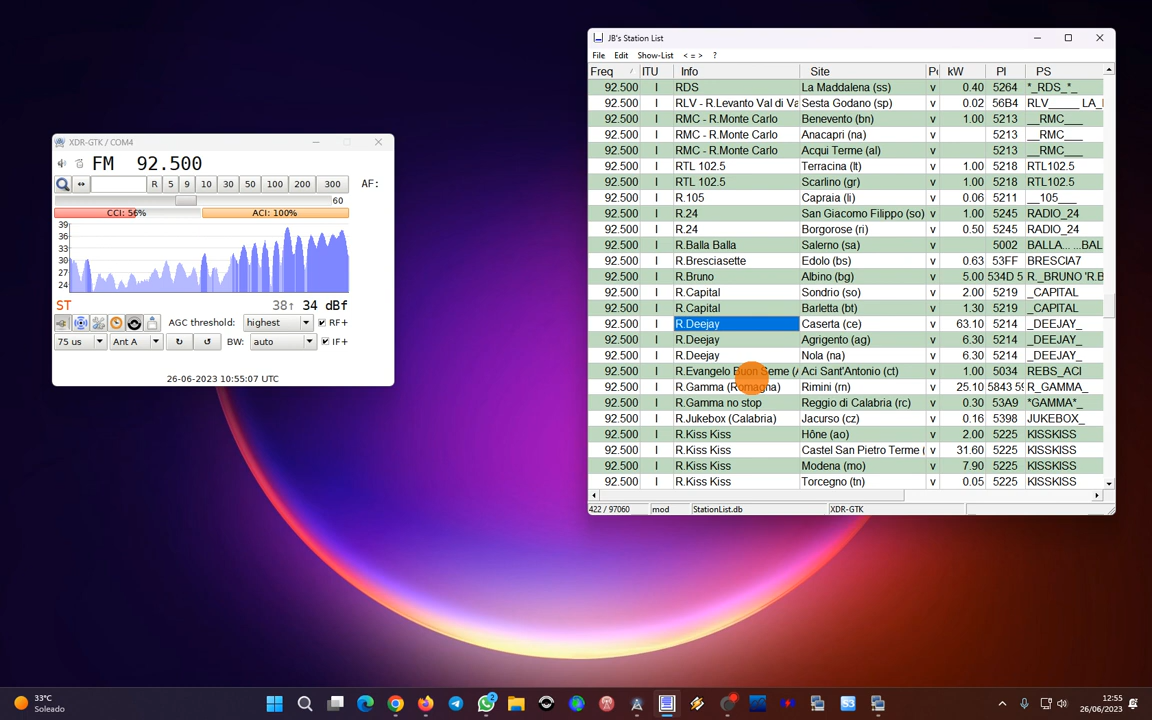 JB's Station List
File Edit Show-List < = > ?
Freq / ITU Info Site kW PI PS
92.500 I RDS La Maddalena (ss) v 0.40 5264 *_RDS_*_
92.500 I RLV - R.Levanto Val di Va Sesta Godano (sp) v 0.02 56B4 RLV_____ LA_
92.500 I RMC - R.Monte Carlo Benevento (bn) v 1.00 5213 __RMC___
92.500 I RMC - R.Monte Carlo Anacapri (na) v 5213 __RMC___
92.500 I RMC - R.Monte Carlo Acqui Terme (al) v 5213 __RMC___
92.500 I RTL 102.5 Terracina (lt) v 1.00 5218 RTL102.5
92.500 I RTL 102.5 Scarlino (gr) v 1.00 5218 RTL102.5
92.500 I R.105 Capraia (li) v 0.06 5211 __105___
92.500 I R.24 San Giacomo Filippo (so) v 1.00 5245 RADIO_24
92.500 I R.24 Borgorose (ri) v 0.50 5245 RADIO_24
92.500 I R.Balla Balla Salerno (sa) v 5002 BALLA... ...BAL
92.500 I R.Bresciasette Edolo (bs) v 0.63 53FF BRESCIA7
92.500 I R.Bruno Albino (bg) v 5.00 534D 5 R._BRUNO 'R.B
92.500 I R.Capital Sondrio (so) v 2.00 5219 _CAPITAL
92.500 I R.Capital Barletta (bt) v 1.30 5219 _CAPITAL
92.500 I R.Deejay Caserta (ce) v 63.10 5214 _DEEJAY_
92.500 I R.Deejay Agrigento (ag) v 6.30 5214 _DEEJAY_
92.500 I R.Deejay Nola (na) v 6.30 5214 _DEEJAY_
92.500 I R.Evangelo Buon Seme (A Aci Sant'Antonio (ct) v 1.00 5034 REBS_ACI
92.500 I R.Gamma (Romagna) Rimini (rn) v 25.10 5843 59 R_GAMMA_
92.500 I R.Gamma no stop Reggio di Calabria (rc) v 0.30 53A9 *GAMMA*_
92.500 I R.Jukebox (Calabria) Jacurso (cz) v 0.16 5398 JUKEBOX_
92.500 I R.Kiss Kiss Hône (ao) v 2.00 5225 KISSKISS
92.500 I R.Kiss Kiss Castel San Pietro Terme ( v 31.60 5225 KISSKISS
92.500 I R.Kiss Kiss Modena (mo) v 7.90 5225 KISSKISS
92.500 I R.Kiss Kiss Torcegno (tn) v 0.05 5225 KISSKISS
422 / 97060 mod StationList.db XDR-GTK
XDR-GTK / COM4
FM 92.500
R 5 9 10 30 50 100 200 300 AF:
60
CCI: 56% ACI: 100%
39
36
33
30
27
24
ST 38↑ 34 dBf
AGC threshold: highest RF+
75 us Ant A BW: auto IF+
26-06-2023 10:55:07 UTC
33°C
Soleado
2
S3
12:55
26/06/2023